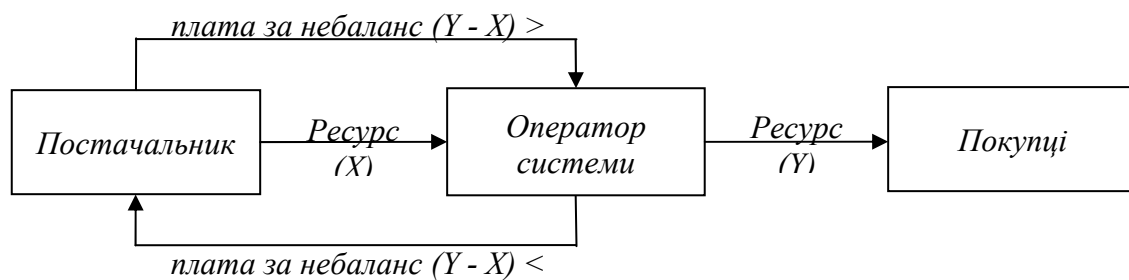 плата за небаланс (Y - X) >
Постачальник
Ресурс
(X)
Оператор
системи
Ресурс
(Y)
Покупці
плата за небаланс (Y - X) <